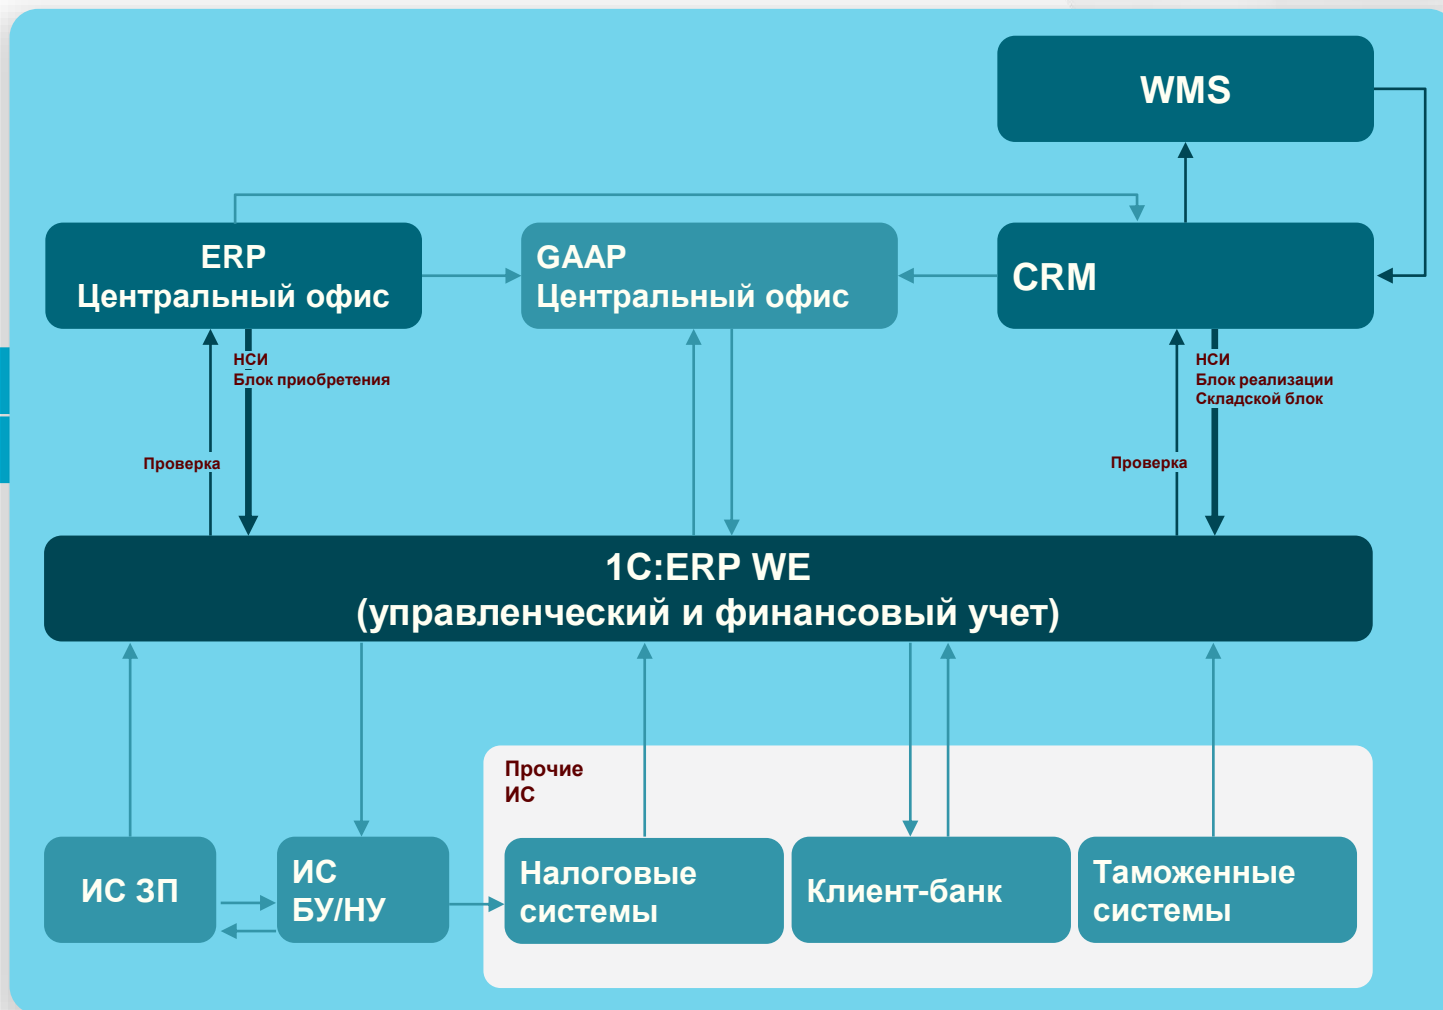 WMS
ERP
Центральный офис
GAAP
Центральный офис
CRM
НСИ
Блок приобретения
НСИ
Блок реализации
Складской блок
Проверка
Проверка
1С:ERP WE
(управленческий и финансовый учет)
Прочие
ИС
ИС ЗП
ИС
БУ/НУ
Налоговые
системы
Клиент-банк
Таможенные
системы